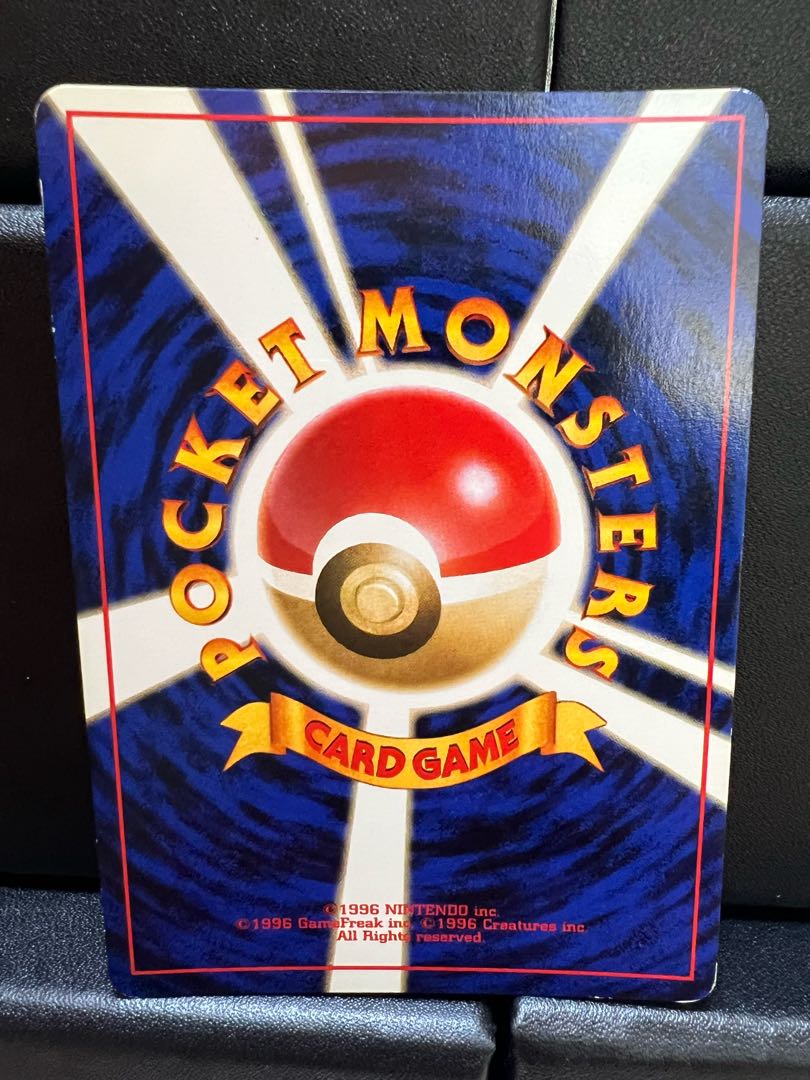 POCKET MONSTERS
CARD GAME
©1996 NINTENDO inc.
©1996 GameFreak inc. ©1996 Creatures inc.
All Rights reserved.